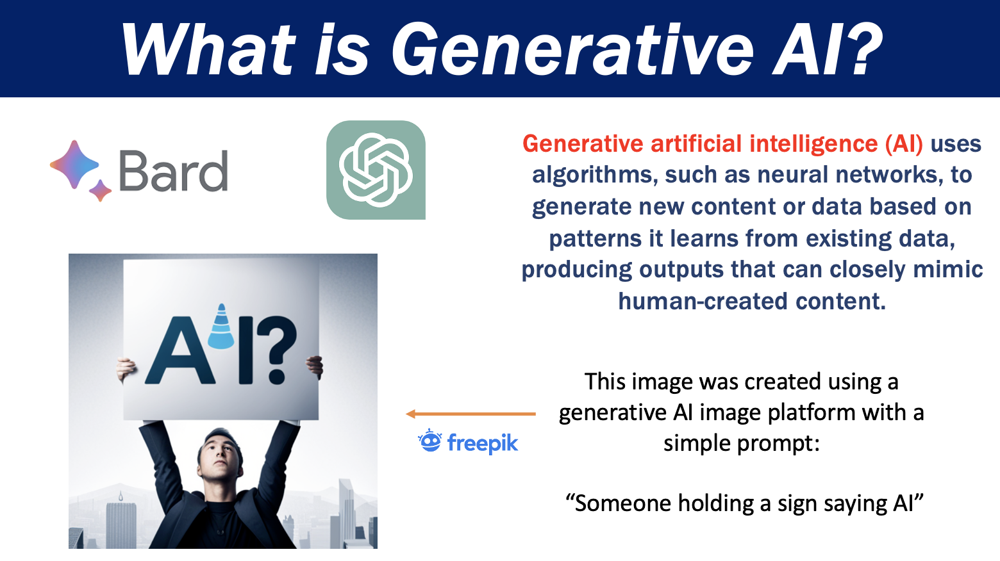 What is Generative AI?
Bard
Generative artificial intelligence (AI) uses
algorithms, such as neural networks, to
generate new content or data based on
patterns it learns from existing data,
producing outputs that can closely mimic
human-created content.
AI?
This image was created using a
generative AI image platform with a
simple prompt:
freepik
“Someone holding a sign saying AI”